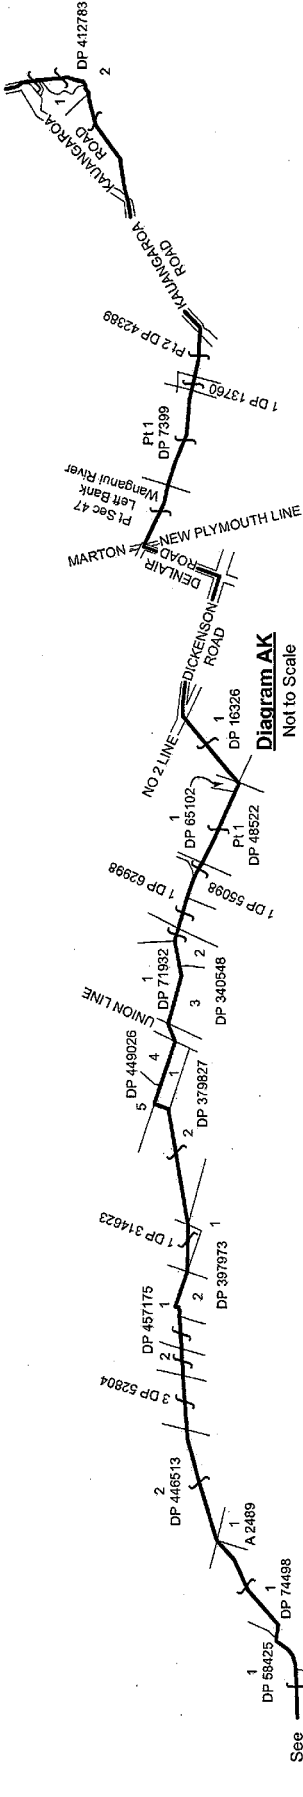 See
1
DP 58425
1
DP 74498
1
A 2489
2
DP 446513
3 DP 52804
2
DP 457175
1
2
DP 397973
1
1 DP 314623
2
5
DP 449026
4
1
DP 379827
UNION LINE
3
DP 340548
2
1
DP 71932
1 DP 62998
1 DP 55098
1
DP 65102
Pt 1
DP 48522
1
DP 16326
NO 2 LINE
DICKENSON
ROAD
Diagram AK
Not to Scale
DENLAIR
ROAD
MARTON
NEW PLYMOUTH LINE
Pt Sec 47
Left Bank
Wanganui River
Pt 1
DP 7399
1 DP 13760
Pt 2 DP 42389
KAUANGAROA
ROAD
KAUANGAROA
ROAD
1
DP 412783
2